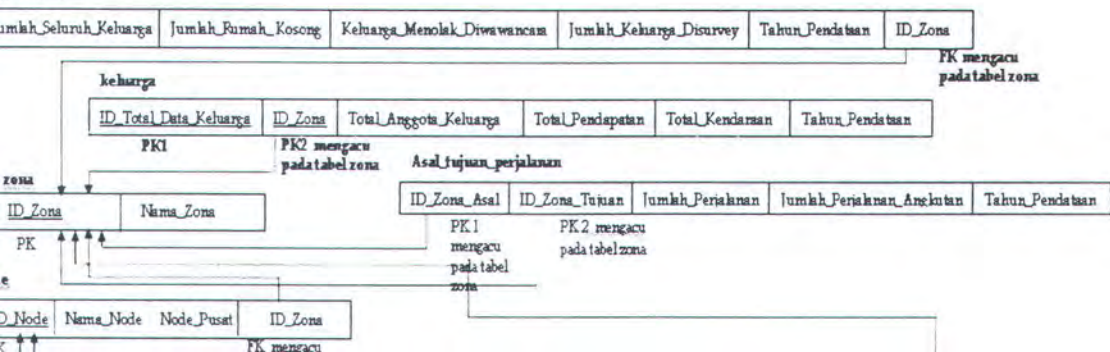 Jumlah_Seluruh_Keluarga Jumlah_Rumah_Kosong Keluarga_Menolak_Diwawancara Jumlah_Keluarga_Disurvey Tahun_Pendataan ID_Zona
FK mengacu
pada tabel zona
keluarga
ID_Total_Data_Keluarga ID_Zona Total_Anggota_Keluarga Total_Pendapatan Total_Kendaraan Tahun_Pendataan
PK1
PK2 mengacu
pada tabel zona
Asal_tujuan_perjalanan
ID_Zona_Asal ID_Zona_Tujuan Jumlah_Perjalanan Jumlah_Perjalanan_Angkutan Tahun_Pendataan
PK 1
mengacu
pada tabel
zona
PK 2 mengacu
pada tabel zona
zona
ID_Zona Nama_Zona
PK
e
D_Node Nama_Node Node_Pusat ID_Zona
K
FK mengacu